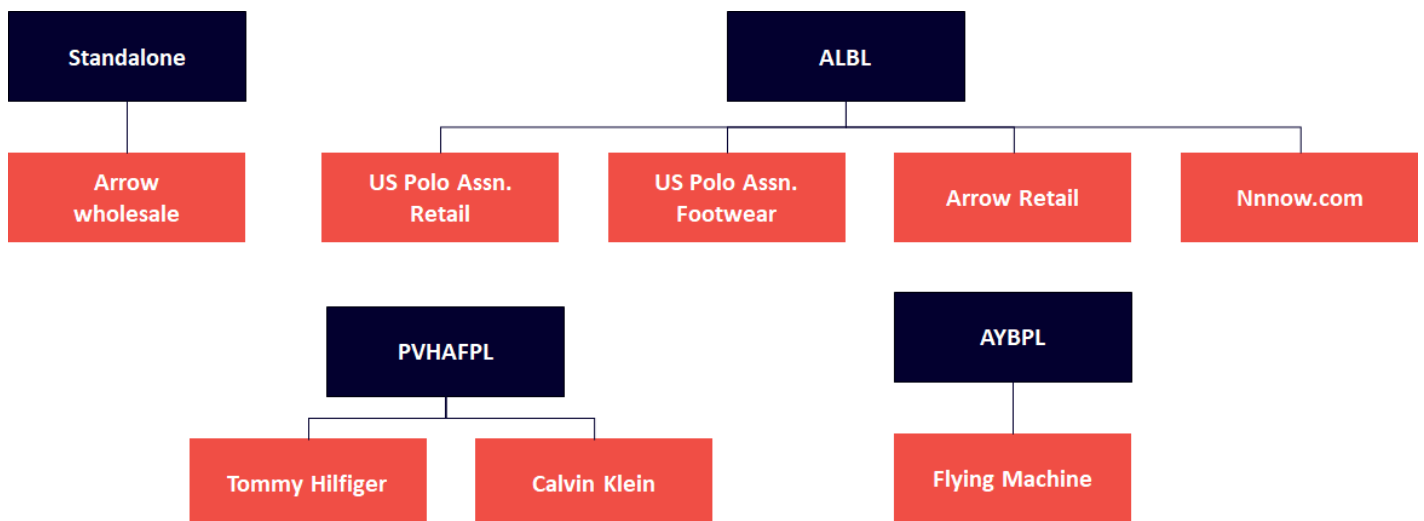 Standalone
ALBL
Arrow
wholesale
US Polo Assn.
Retail
US Polo Assn.
Footwear
Arrow Retail
Nnnow.com
PVHAFPL
AYBPL
Tommy Hilfiger
Calvin Klein
Flying Machine